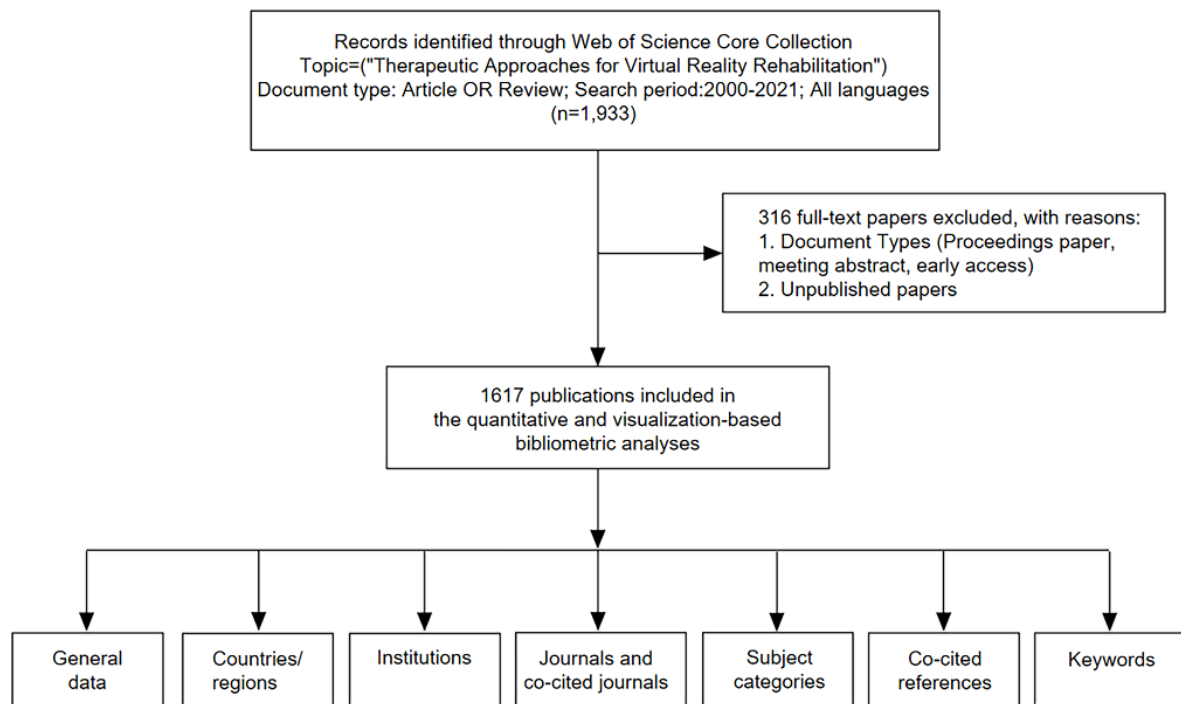 Records identified through Web of Science Core Collection
Topic=("Therapeutic Approaches for Virtual Reality Rehabilitation")
Document type: Article OR Review; Search period:2000-2021; All languages
(n=1,933)
316 full-text papers excluded, with reasons:
1. Document Types (Proceedings paper,
meeting abstract, early access)
2. Unpublished papers
1617 publications included in
the quantitative and visualization-based
bibliometric analyses
General
data
Countries/
regions
Institutions
Journals and
co-cited journals
Subject
categories
Co-cited
references
Keywords